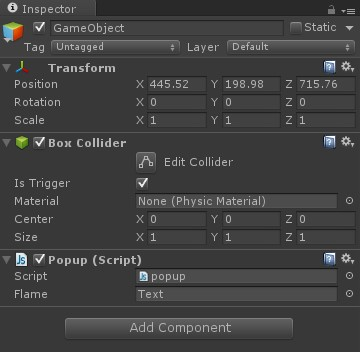 Inspector
GameObject Static
Tag Untagged Layer Default
Transform
Position X 445.52 Y 198.98 Z 715.76
Rotation X 0 Y 0 Z 0
Scale X 1 Y 1 Z 1
Box Collider
Edit Collider
Is Trigger
Material None (Physic Material)
Center X 0 Y 0 Z 0
Size X 1 Y 1 Z 1
Popup (Script)
Script popup
Flame Text
Add Component